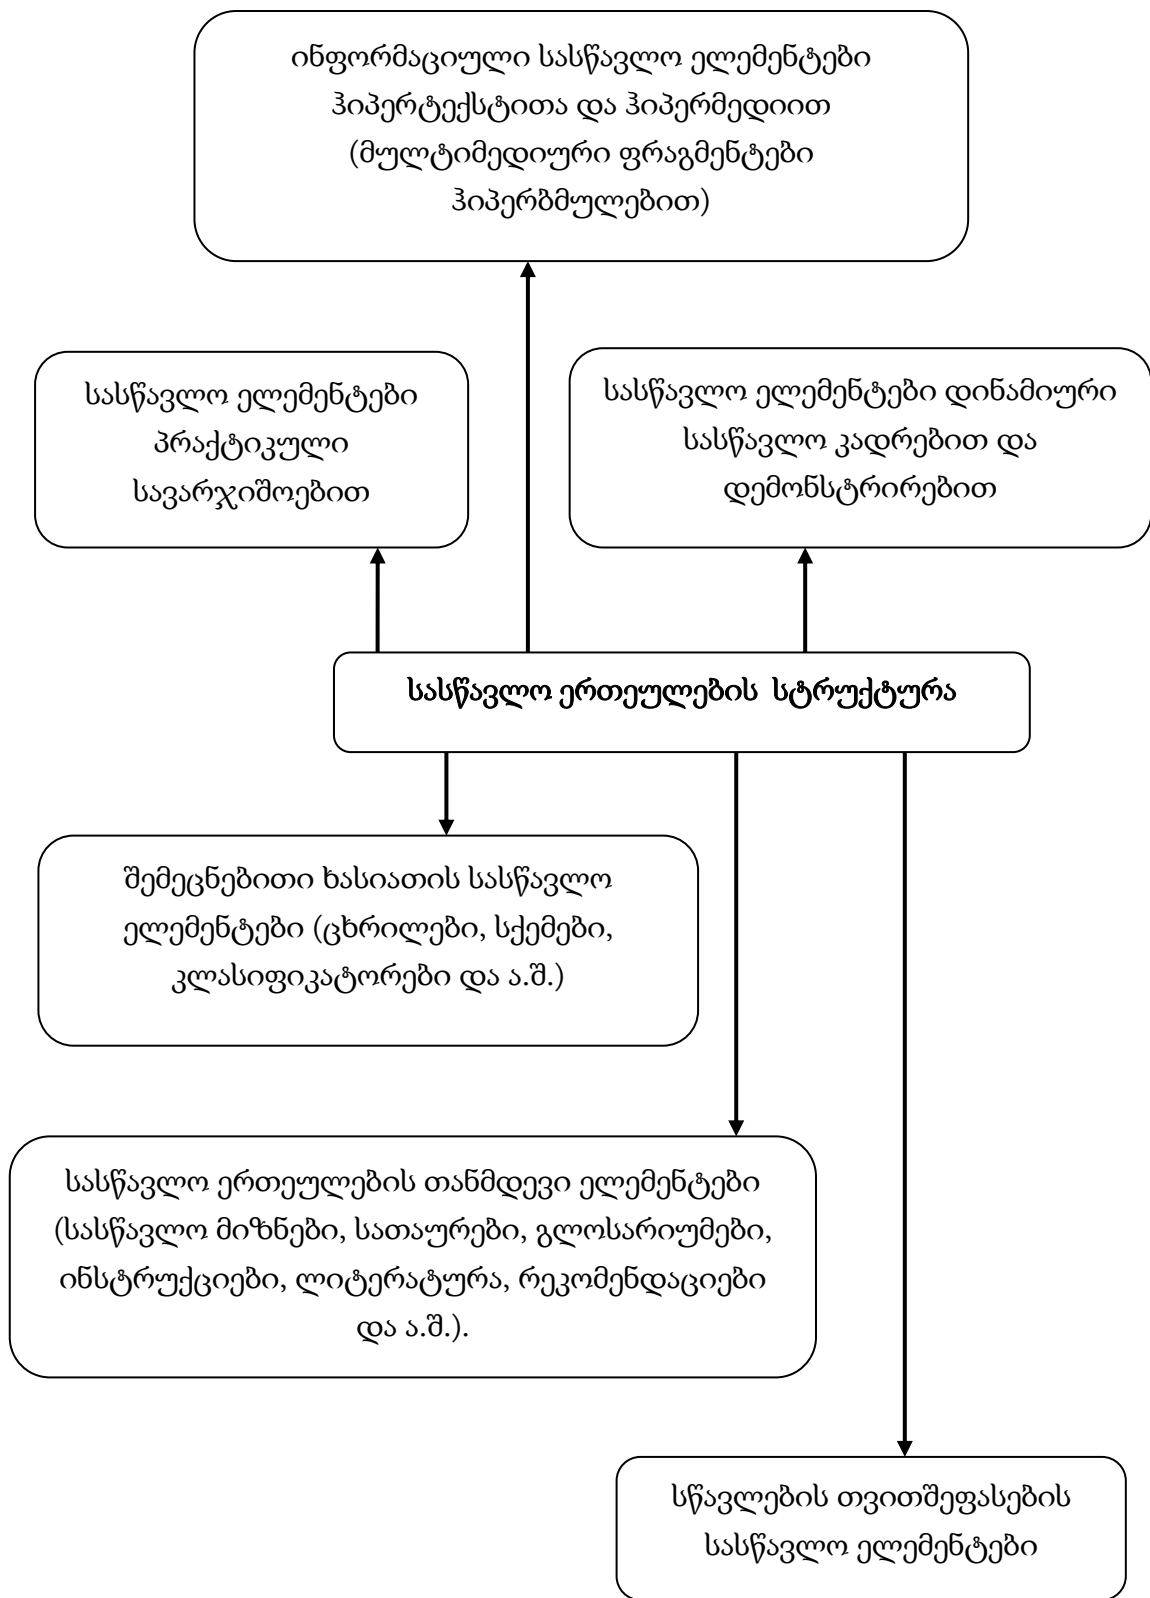 ინფორმაციული სასწავლო ელემენტები
ჰიპერტექსტითა და ჰიპერმედიით
(მულტიმედიური ფრაგმენტები
ჰიპერბმულებით)
სასწავლო ელემენტები
პრაქტიკული
სავარჯიშოებით
სასწავლო ელემენტები დინამიური
სასწავლო კადრებით და
დემონსტრირებით
სასწავლო ერთეულების სტრუქტურა
შემეცნებითი ხასიათის სასწავლო
ელემენტები (ცხრილები, სქემები,
კლასიფიკატორები და ა.შ.)
სასწავლო ერთეულების თანმდევი ელემენტები
(სასწავლო მიზნები, სათაურები, გლოსარიუმები,
ინსტრუქციები, ლიტერატურა, რეკომენდაციები
და ა.შ.).
სწავლების თვითშეფასების
სასწავლო ელემენტები